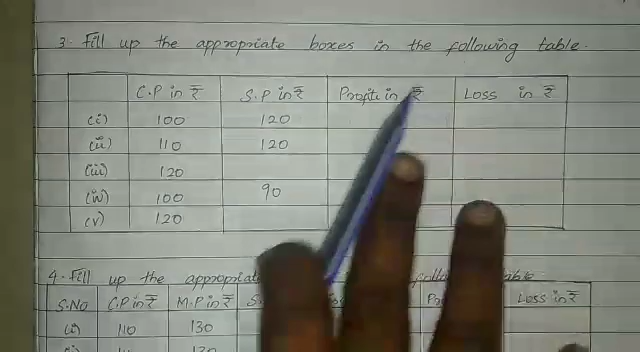 3. Fill up the appropriate boxes in the following table.
C.P in ₹ S.P in ₹ Profit in ₹ Loss in ₹
(i) 100 120
(ii) 110 120
(iii) 120
(iv) 100 90
(v) 120
4. Fill up the
S.NO C.P in ₹ M.P in ₹ Loss in ₹
(i) 110 130